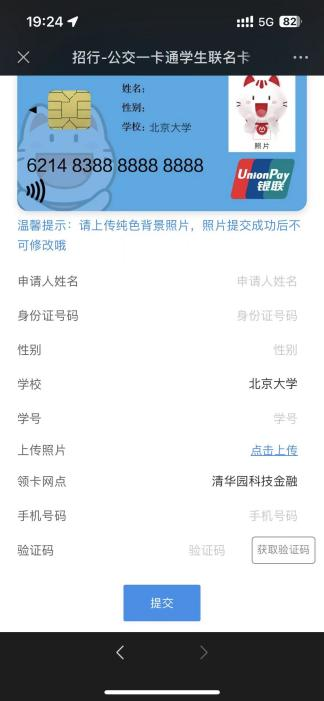 19:24 5G 82
招行-公交一卡通学生联名卡
姓名：
性别：
学校：北京大学
照片
6214 8388 8888 8888
UnionPay
银联
温馨提示：请上传纯色背景照片，照片提交成功后不
可修改哦
申请人姓名 申请人姓名
身份证号码 身份证号码
性别 性别
学校 北京大学
学号 学号
上传照片 点击上传
领卡网点 清华园科技金融
手机号码 手机号码
验证码 验证码 获取验证码
提交